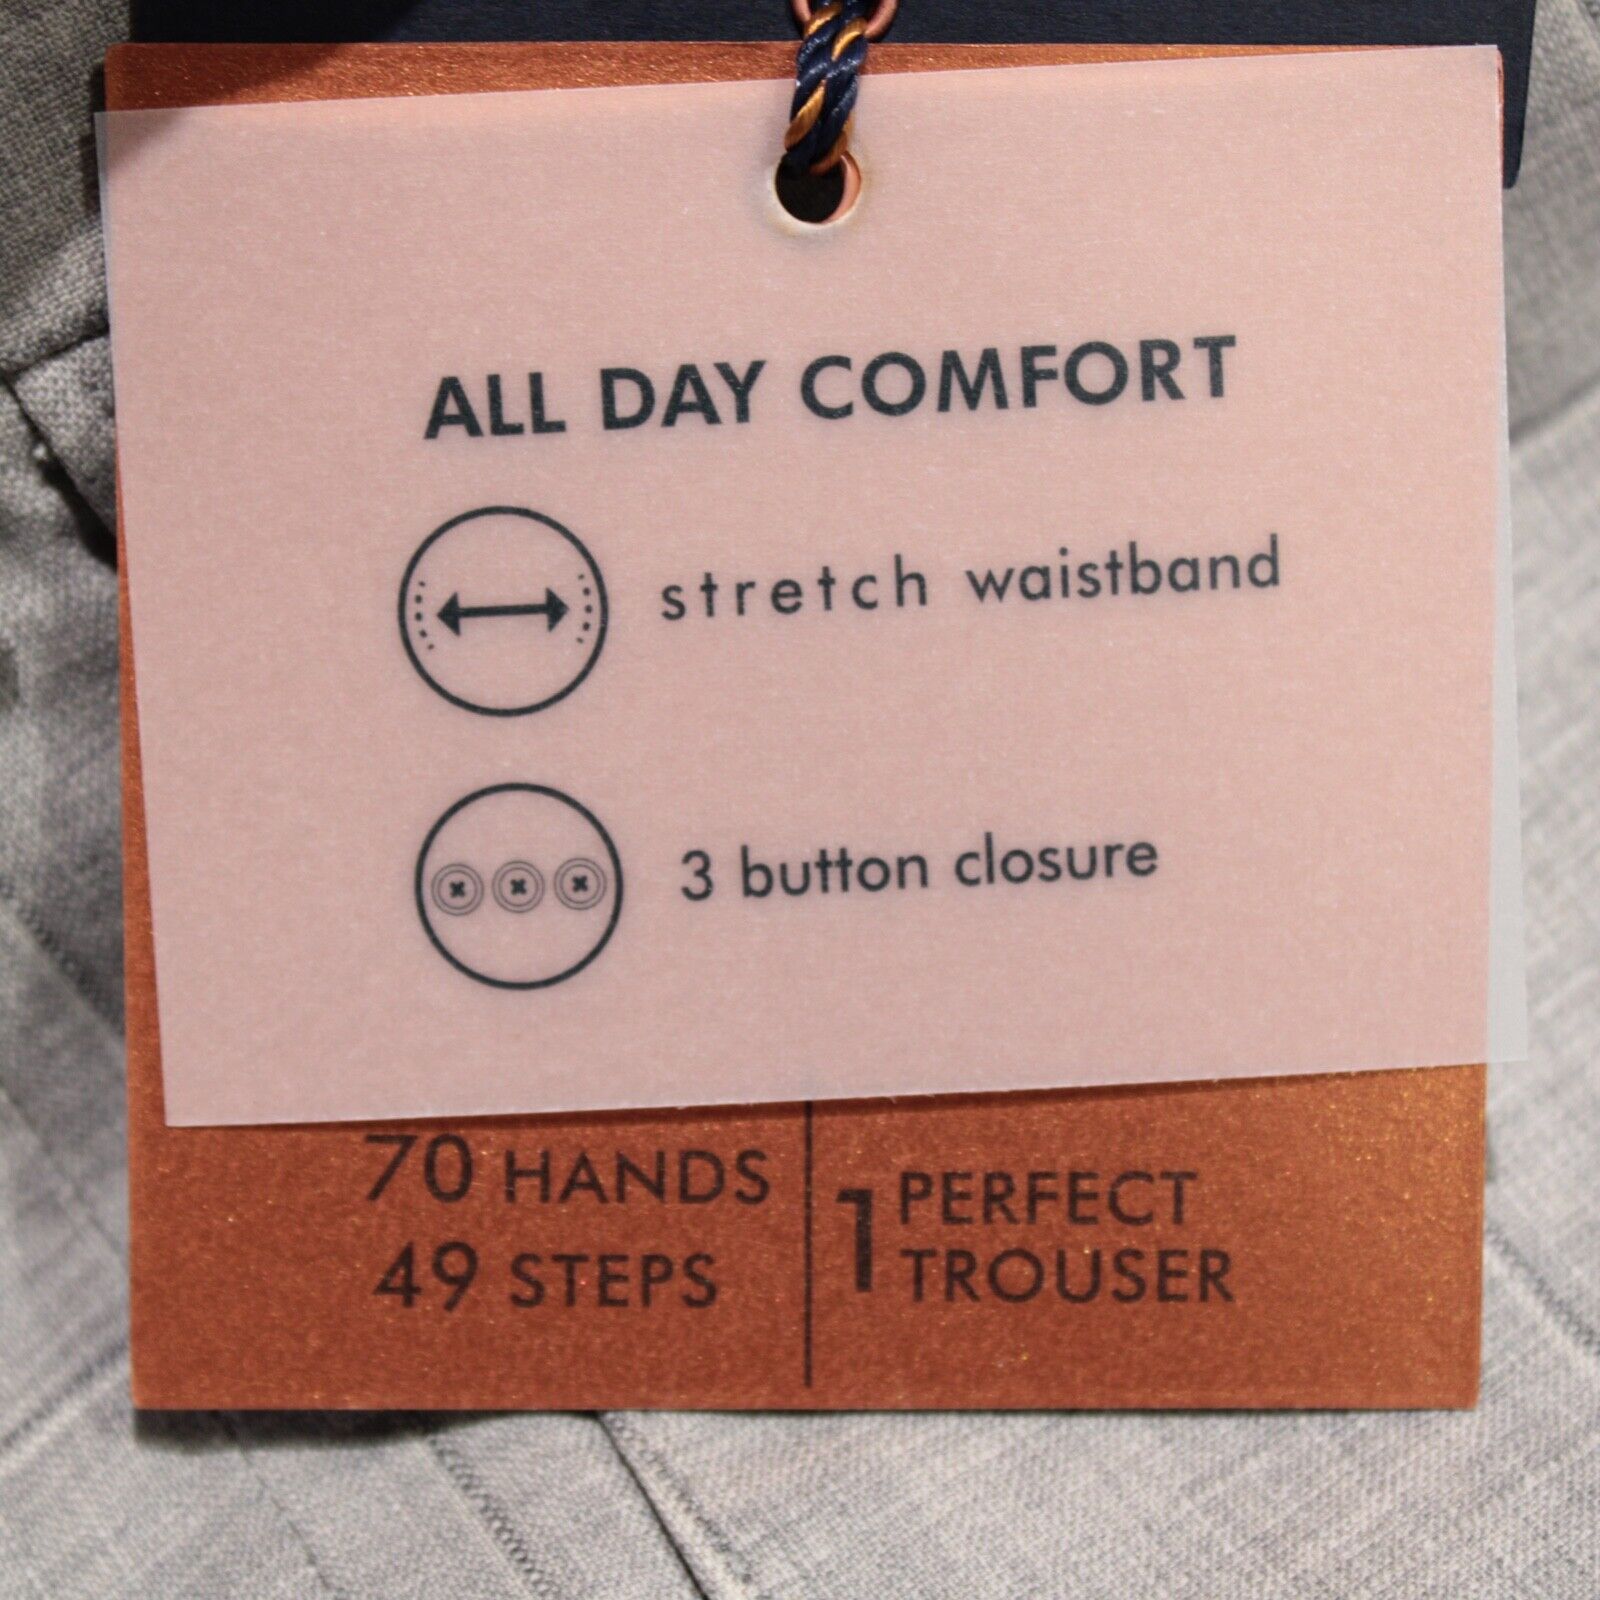 ALL DAY COMFORT
stretch waistband
3 button closure
70 HANDS
49 STEPS
1 PERFECT
TROUSER